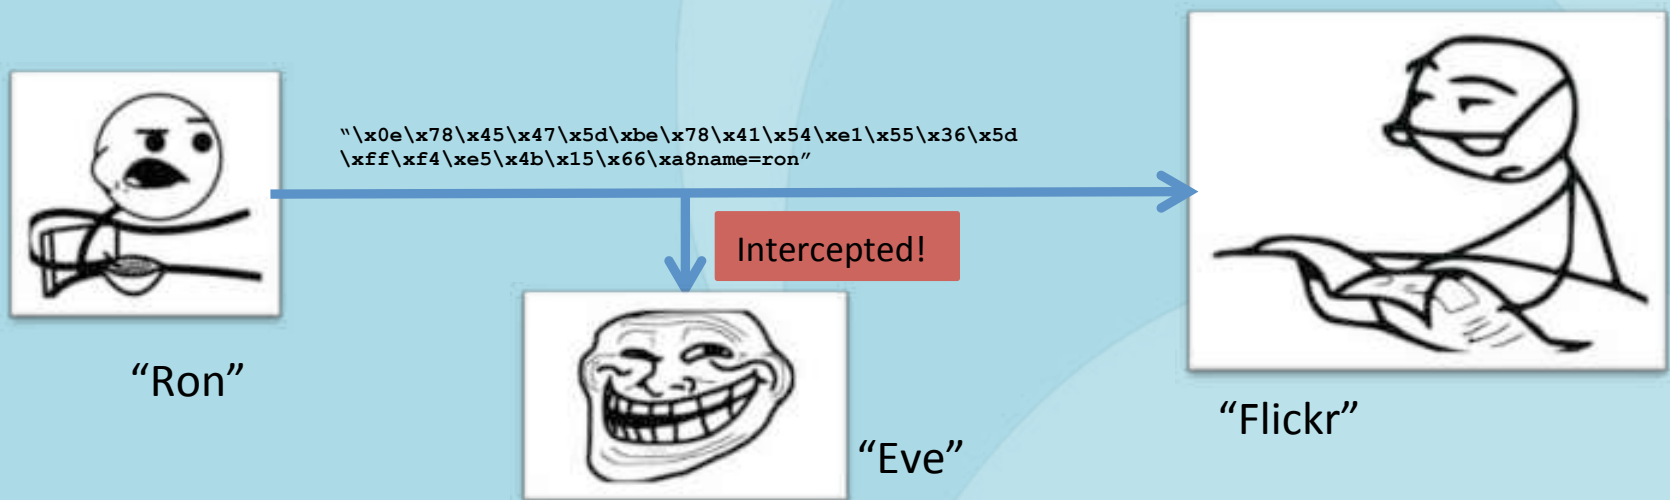 “\x0e\x78\x45\x47\x5d\xbe\x78\x41\x54\xe1\x55\x36\x5d
\xff\xf4\xe5\x4b\x15\x66\xa8name=ron”
Intercepted!
“Ron”
“Flickr”
“Eve”